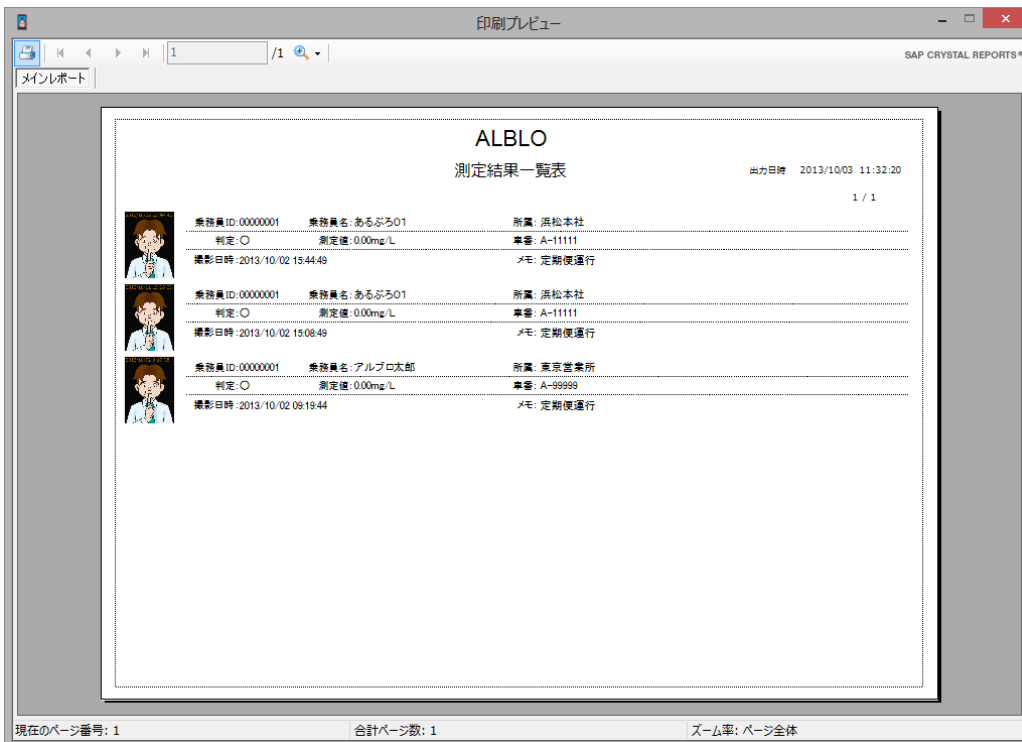 印刷プレビュー
1 /1
SAP CRYSTAL REPORTS®
メインレポート
ALBLO
測定結果一覧表
出力日時 2013/10/03 11:32:20
1 / 1
乗務員ID:00000001 乗務員名:あるぶろ01 所属:浜松本社
判定:○ 測定値:0.00mg/L 車番:A-11111
撮影日時:2013/10/02 15:44:49 メモ:定期便運行
乗務員ID:00000001 乗務員名:あるぶろ01 所属:浜松本社
判定:○ 測定値:0.00mg/L 車番:A-11111
撮影日時:2013/10/02 15:08:49 メモ:定期便運行
乗務員ID:00000001 乗務員名:アルブロ太郎 所属:東京営業所
判定:○ 測定値:0.00mg/L 車番:A-99999
撮影日時:2013/10/02 09:19:44 メモ:定期便運行
現在のページ番号: 1 合計ページ数: 1 ズーム率: ページ全体